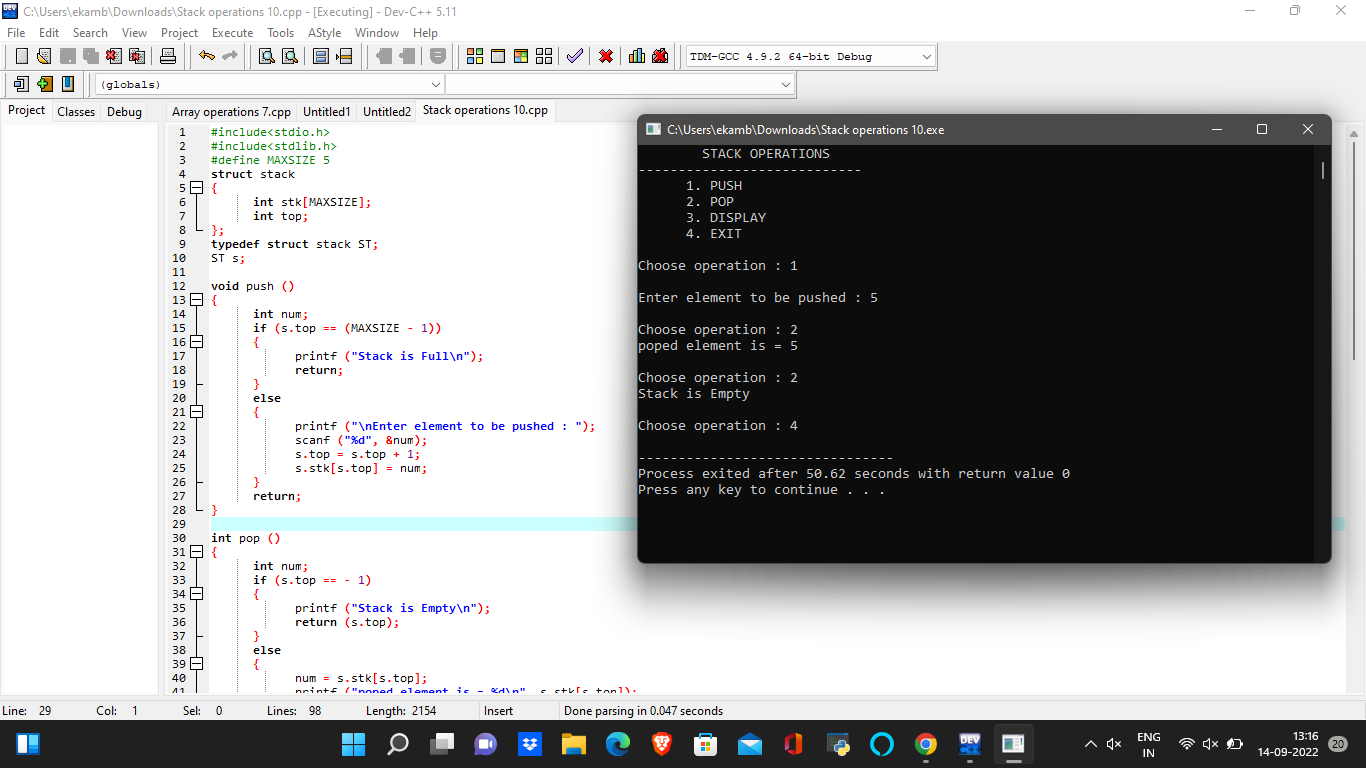 C:\Users\ekamb\Downloads\Stack operations 10.cpp - [Executing] - Dev-C++ 5.11
File Edit Search View Project Execute Tools AStyle Window Help
TDM-GCC 4.9.2 64-bit Debug
(globals)
Project Classes Debug
Array operations 7.cpp Untitled1 Untitled2 Stack operations 10.cpp
1 #include<stdio.h>
2 #include<stdlib.h>
3 #define MAXSIZE 5
4 struct stack
5 {
6 int stk[MAXSIZE];
7 int top;
8 };
9 typedef struct stack ST;
10 ST s;
11
12 void push ()
13 {
14 int num;
15 if (s.top == (MAXSIZE - 1))
16 {
17 printf ("Stack is Full\n");
18 return;
19 }
20 else
21 {
22 printf ("\nEnter element to be pushed : ");
23 scanf ("%d", &num);
24 s.top = s.top + 1;
25 s.stk[s.top] = num;
26 }
27 return;
28 }
29
30 int pop ()
31 {
32 int num;
33 if (s.top == - 1)
34 {
35 printf ("Stack is Empty\n");
36 return (s.top);
37 }
38 else
39 {
40 num = s.stk[s.top];
41 printf ("poped element is = %d\n", s.stk[s.top]);
C:\Users\ekamb\Downloads\Stack operations 10.exe
STACK OPERATIONS
----------------------------
1. PUSH
2. POP
3. DISPLAY
4. EXIT
Choose operation : 1
Enter element to be pushed : 5
Choose operation : 2
poped element is = 5
Choose operation : 2
Stack is Empty
Choose operation : 4
--------------------------------
Process exited after 50.62 seconds with return value 0
Press any key to continue . . .
Line: 29 Col: 1 Sel: 0 Lines: 98 Length: 2154 Insert Done parsing in 0.047 seconds
DEV
ENG
IN
13:16
14-09-2022
20